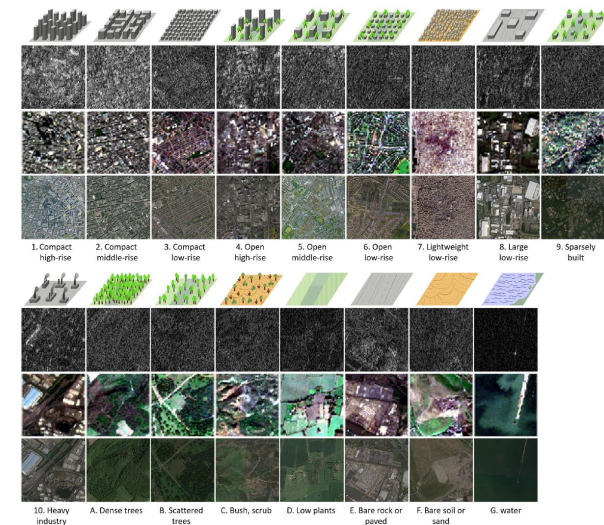 1. Compact high-rise
2. Compact middle-rise
3. Compact low-rise
4. Open high-rise
5. Open middle-rise
6. Open low-rise
7. Lightweight low-rise
8. Large low-rise
9. Sparsely built
10. Heavy industry
A. Dense trees
B. Scattered trees
C. Bush, scrub
D. Low plants
E. Bare rock or paved
F. Bare soil or sand
G. water